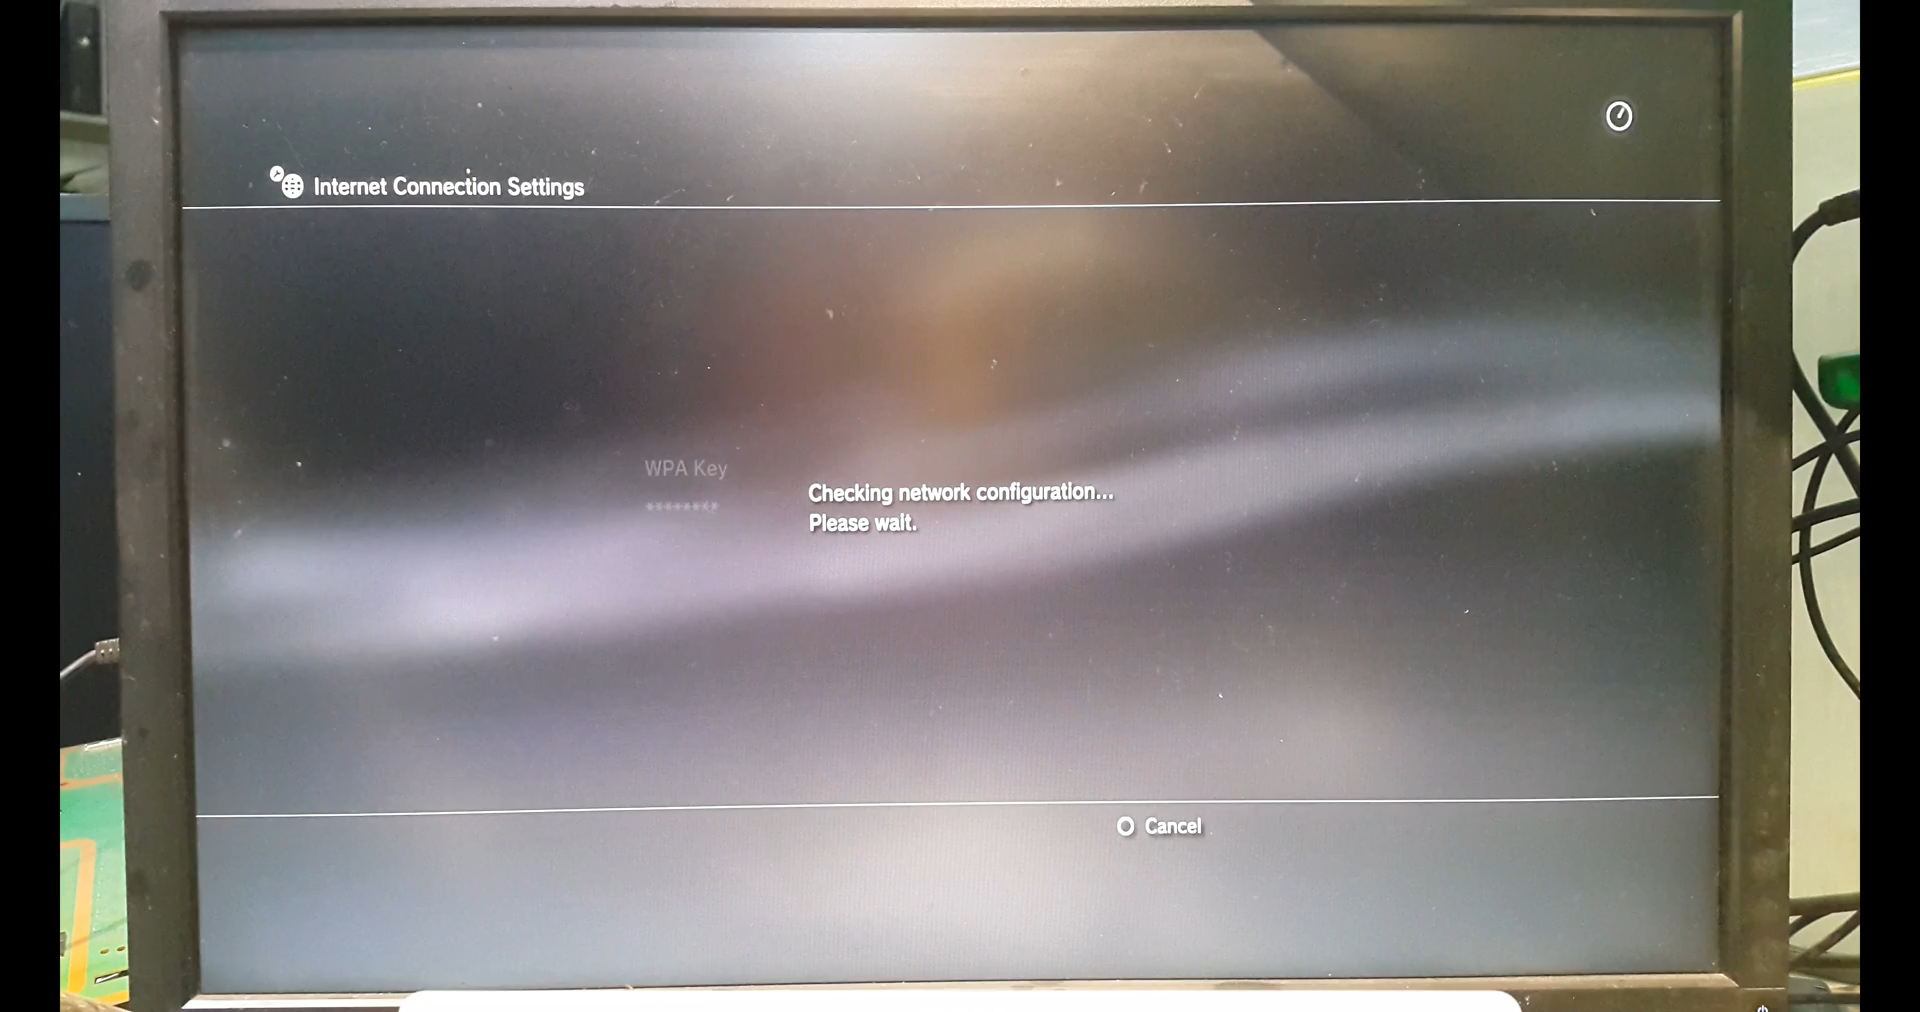 Internet Connection Settings
WPA Key
********
Checking network configuration...
Please wait.
Cancel